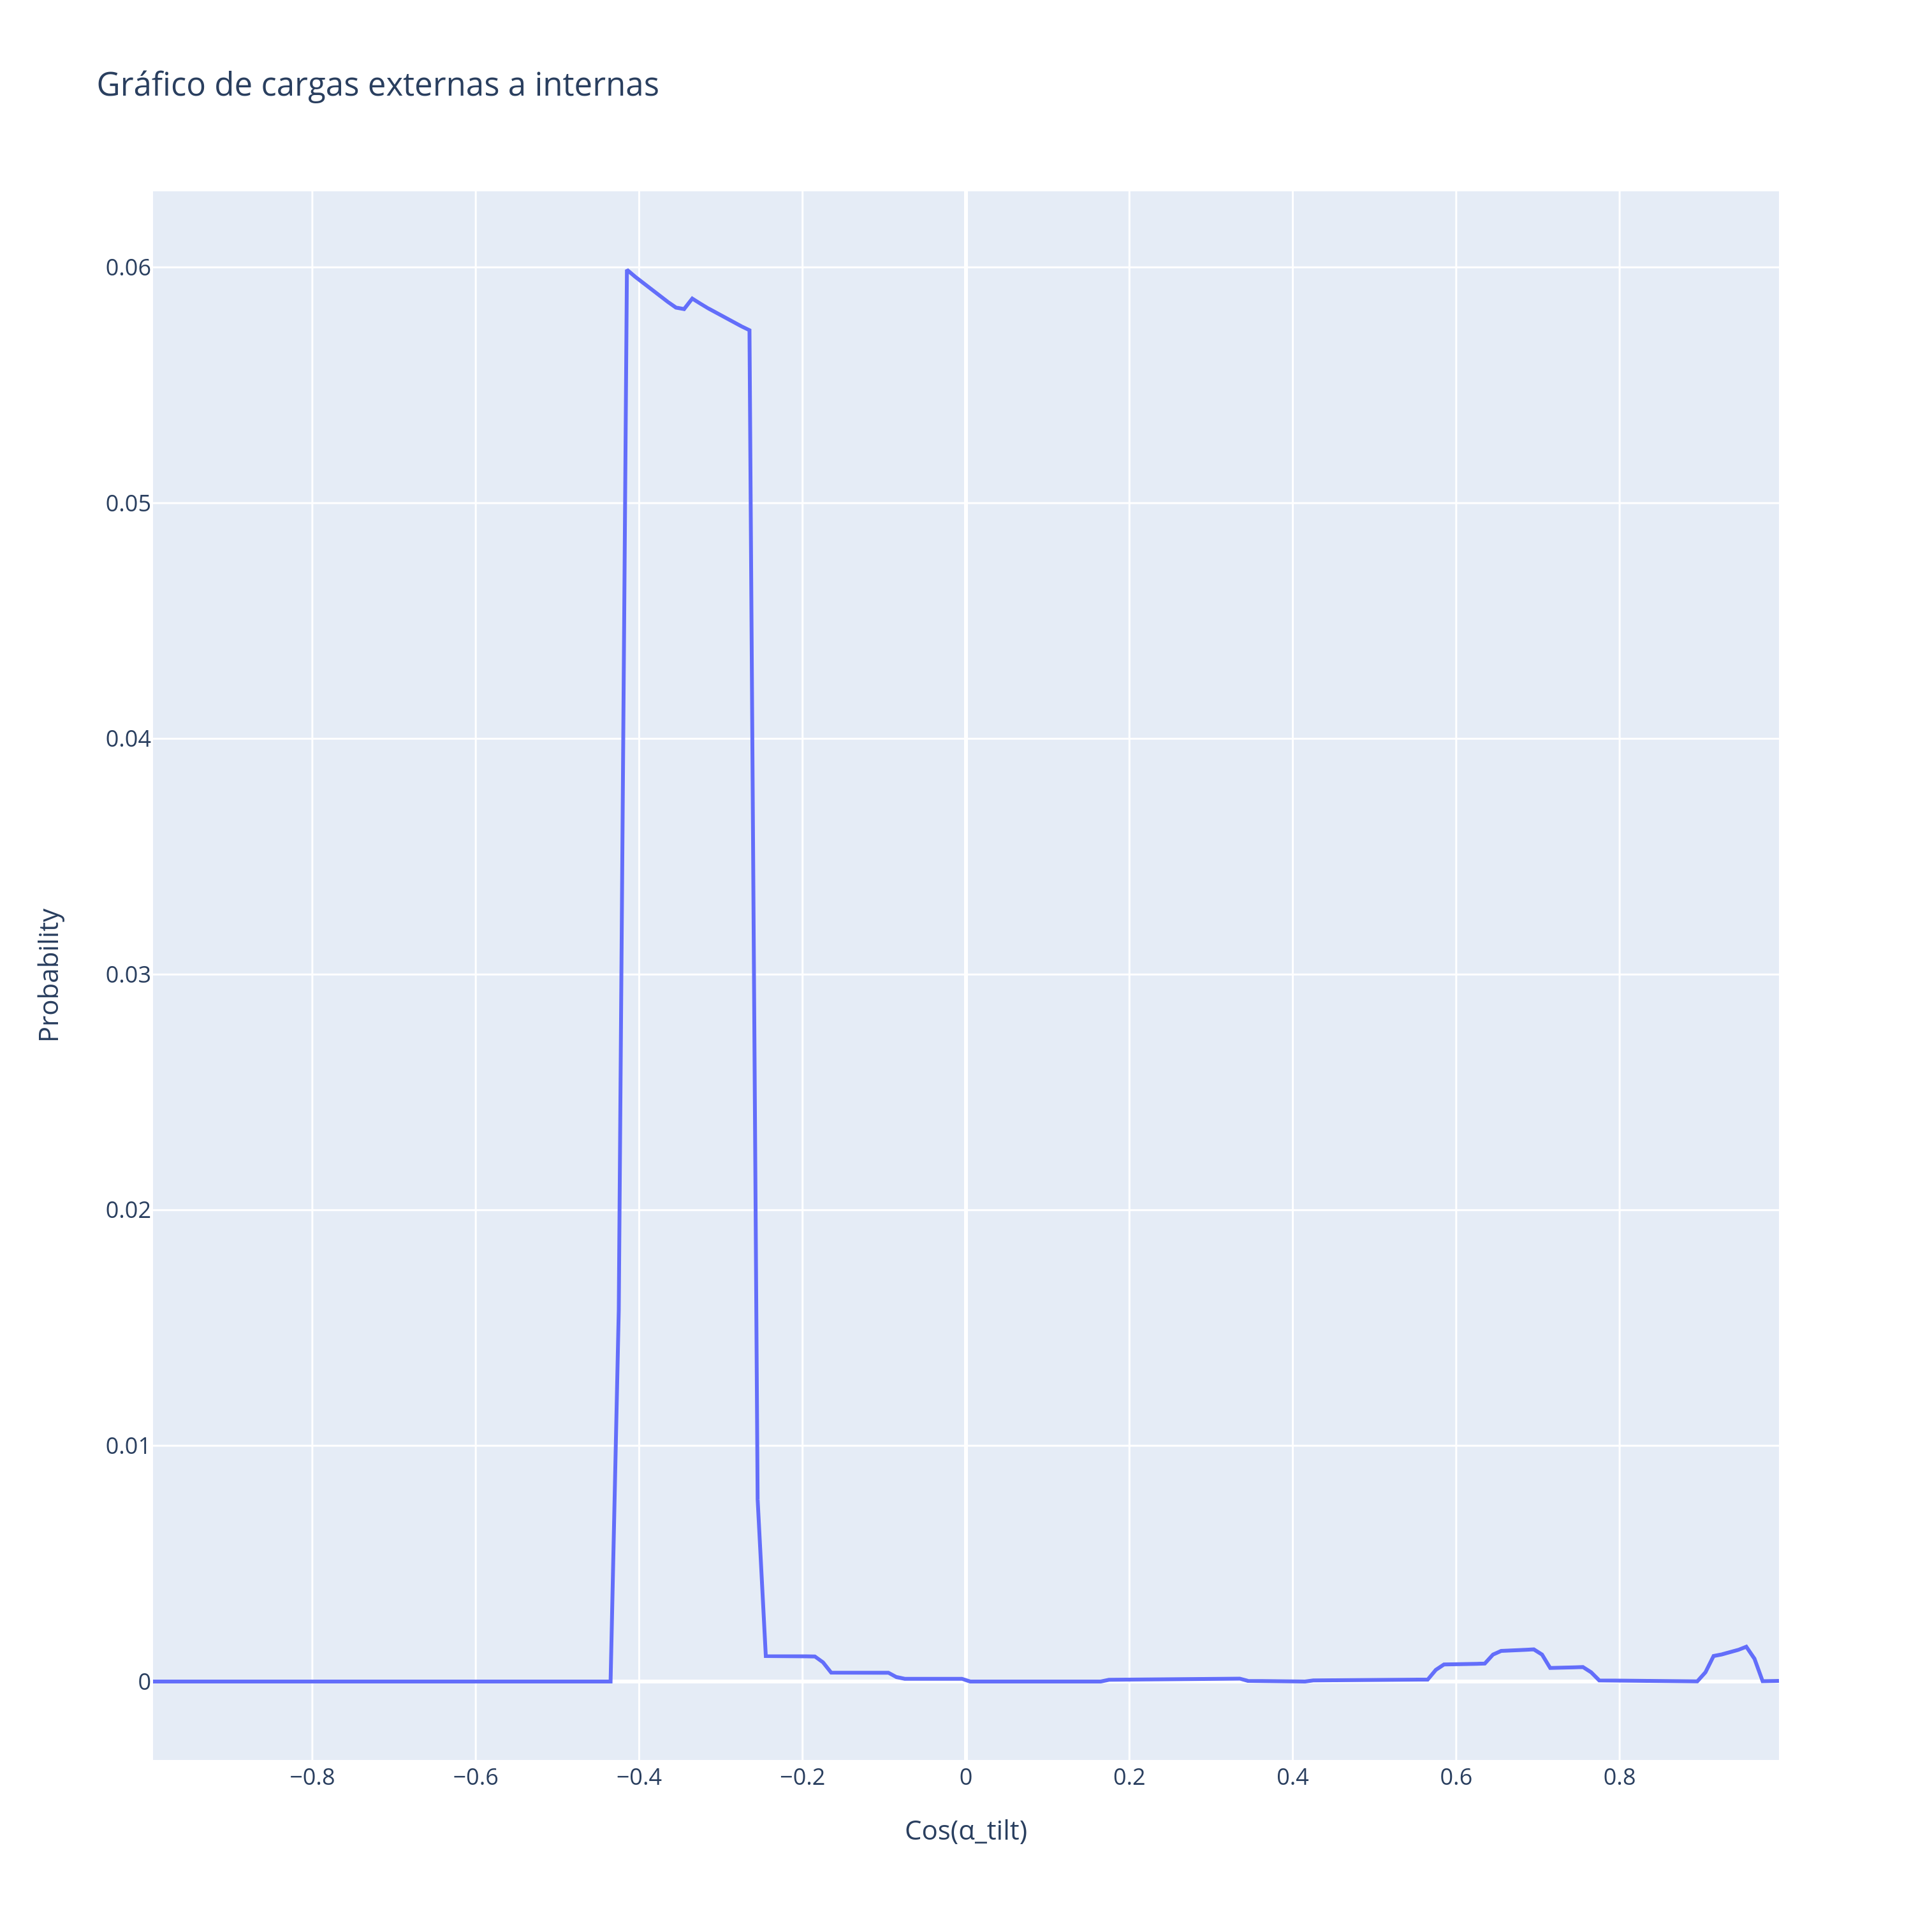 Gráfico de cargas externas a internas
0.06
0.05
0.04
0.03
0.02
0.01
0
Probability
−0.8 −0.6 −0.4 −0.2 0 0.2 0.4 0.6 0.8
Cos(α_tilt)